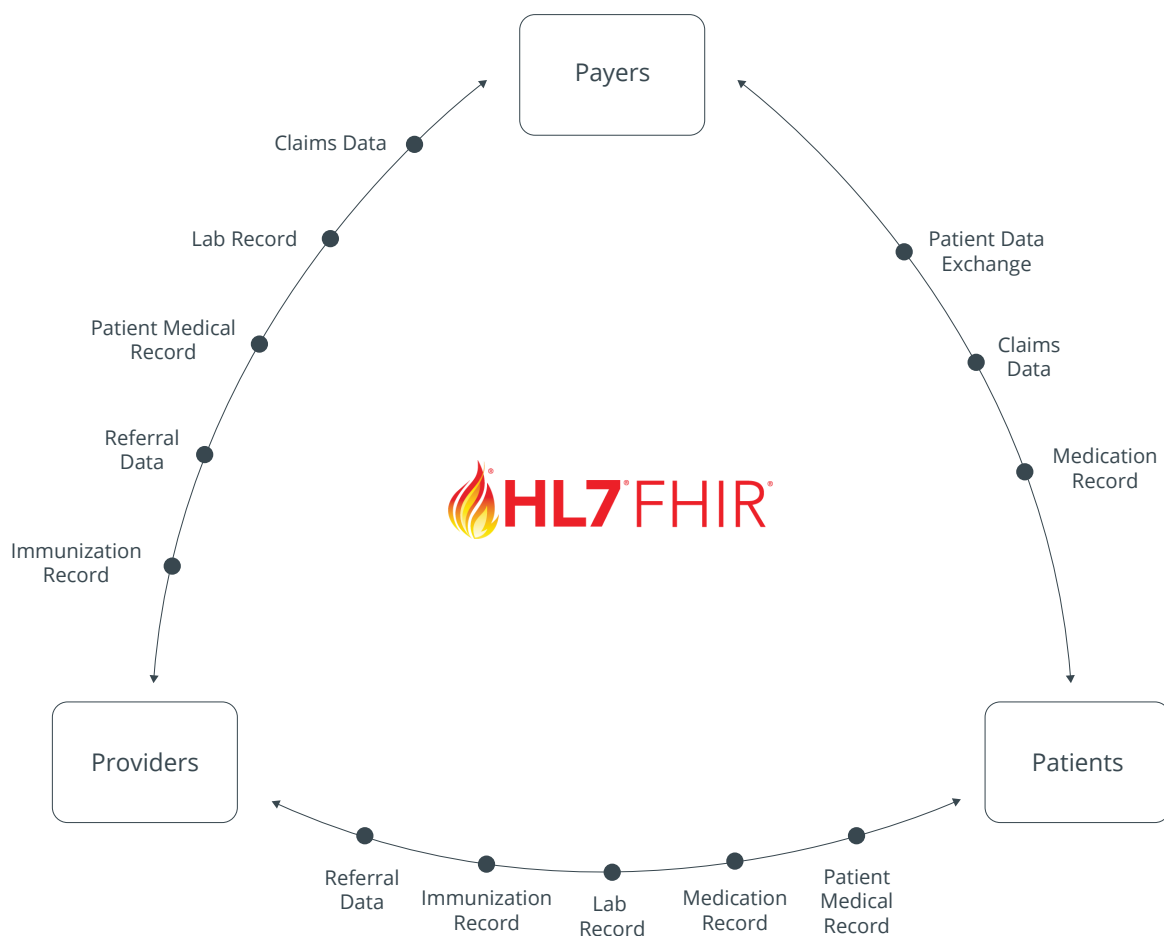 Payers
Claims Data
Lab Record
Patient Data
Exchange
Patient Medical
Record
Claims
Data
Referral
Data
Medication
Record
HL7® FHIR®
®
Immunization
Record
Providers
Patients
Referral
Data
Immunization
Record
Lab
Record
Medication
Record
Patient
Medical
Record